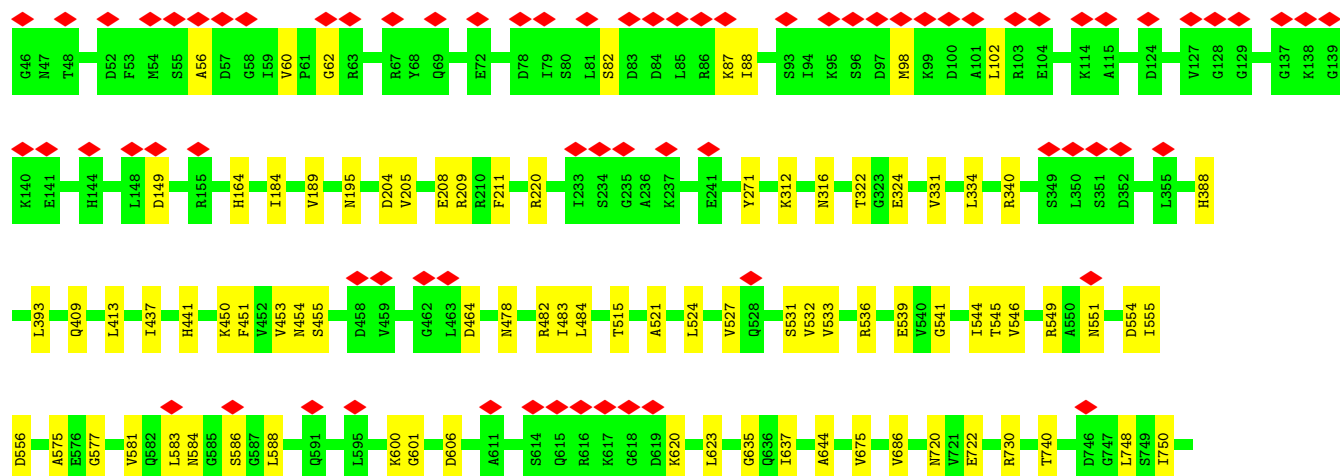 G46 N47 T48 D52 F53 M54 S55 A56 D57 G58 I59 V60 P61 G62 R63 R67 Y68 Q69 E72 D78 I79 S80 L81 S82 D83 D84 L85 R86 K87 I88 S93 I94 K95 S96 D97 M98 K99 D100 A101 L102 R103 E104 K114 A115 D124 V127 G128 G129 G137 K138 G139
K140 E141 H144 L148 D149 R155 H164 I184 V189 N195 D204 V205 E208 R209 R210 F211 R220 I233 S234 G235 A236 K237 E241 Y271 K312 N316 T322 G323 E324 V331 L334 R340 S349 L350 S351 D352 L355 H388
L393 Q409 L413 I437 H441 K450 F451 V452 V453 N454 S455 D458 V459 G462 L463 D464 N478 R482 I483 L484 T515 A521 L524 V527 Q528 S531 V532 V533 R536 E539 V540 G541 I544 T545 V546 R549 A550 N551 D554 I555
D556 A575 E576 G577 V581 Q582 L583 N584 G585 S586 G587 L588 Q591 L595 K600 G601 D606 A611 S614 Q615 R616 K617 G618 D619 K620 L623 G635 Q636 I637 A644 V675 V686 N720 V721 E722 R730 T740 D746 G747 L748 S749 I750